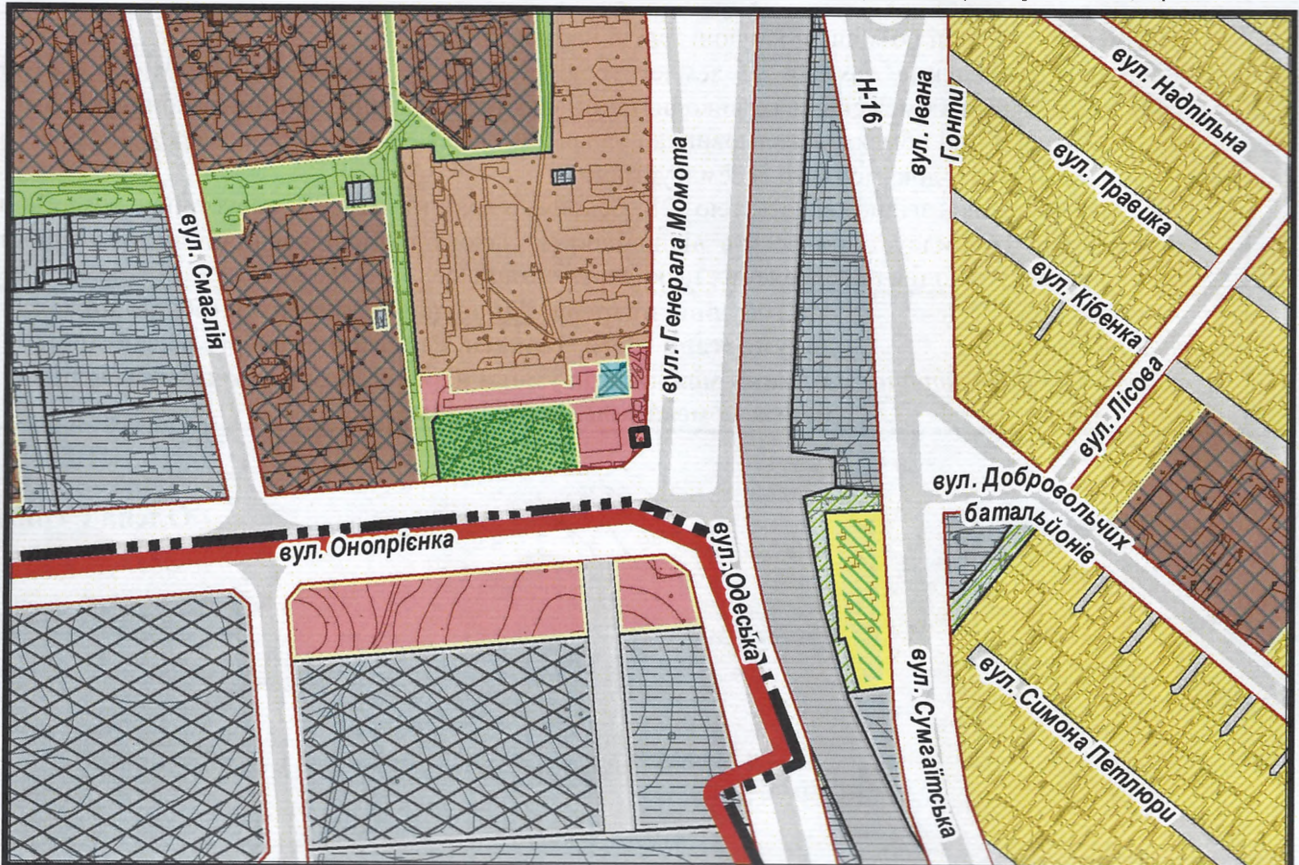 вул. Надпільна
Н-16
вул. Івана
Гонти
вул. Правика
вул. Генерала Момота
вул. Смаглія
вул. Кібенка
вул. Лісова
вул. Добровольчих
батальйонів
вул. Онопрієнка
вул. Одеська
вул. Сумгаїтська
вул. Симона Петлюри